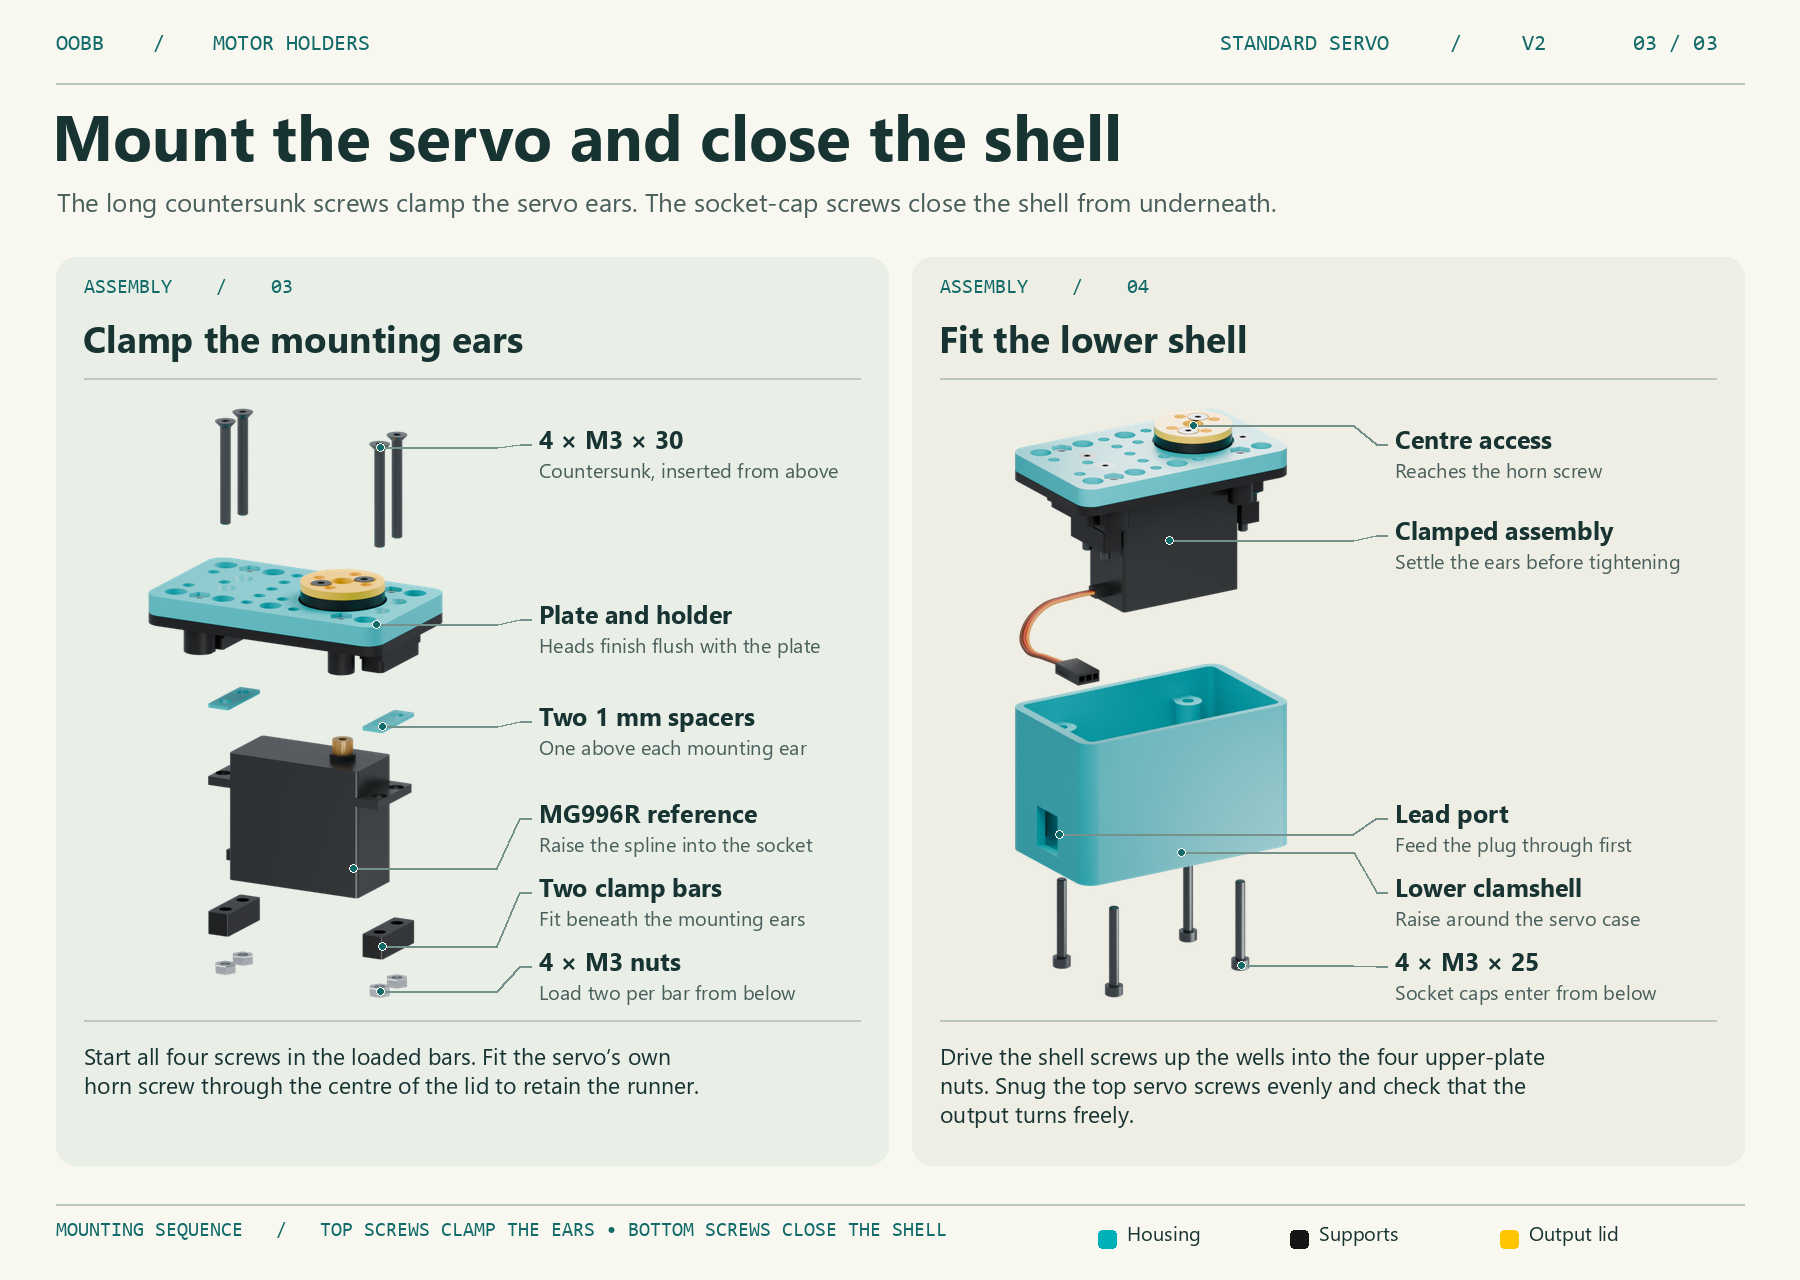 OOBB / MOTOR HOLDERS
STANDARD SERVO / V2 03 / 03
Mount the servo and close the shell
The long countersunk screws clamp the servo ears. The socket-cap screws close the shell from underneath.
ASSEMBLY / 03
Clamp the mounting ears
4 × M3 × 30
Countersunk, inserted from above
Plate and holder
Heads finish flush with the plate
Two 1 mm spacers
One above each mounting ear
MG996R reference
Raise the spline into the socket
Two clamp bars
Fit beneath the mounting ears
4 × M3 nuts
Load two per bar from below
Start all four screws in the loaded bars. Fit the servo’s own
horn screw through the centre of the lid to retain the runner.
ASSEMBLY / 04
Fit the lower shell
Centre access
Reaches the horn screw
Clamped assembly
Settle the ears before tightening
Lead port
Feed the plug through first
Lower clamshell
Raise around the servo case
4 × M3 × 25
Socket caps enter from below
Drive the shell screws up the wells into the four upper-plate
nuts. Snug the top servo screws evenly and check that the
output turns freely.
MOUNTING SEQUENCE / TOP SCREWS CLAMP THE EARS • BOTTOM SCREWS CLOSE THE SHELL
Housing
Supports
Output lid